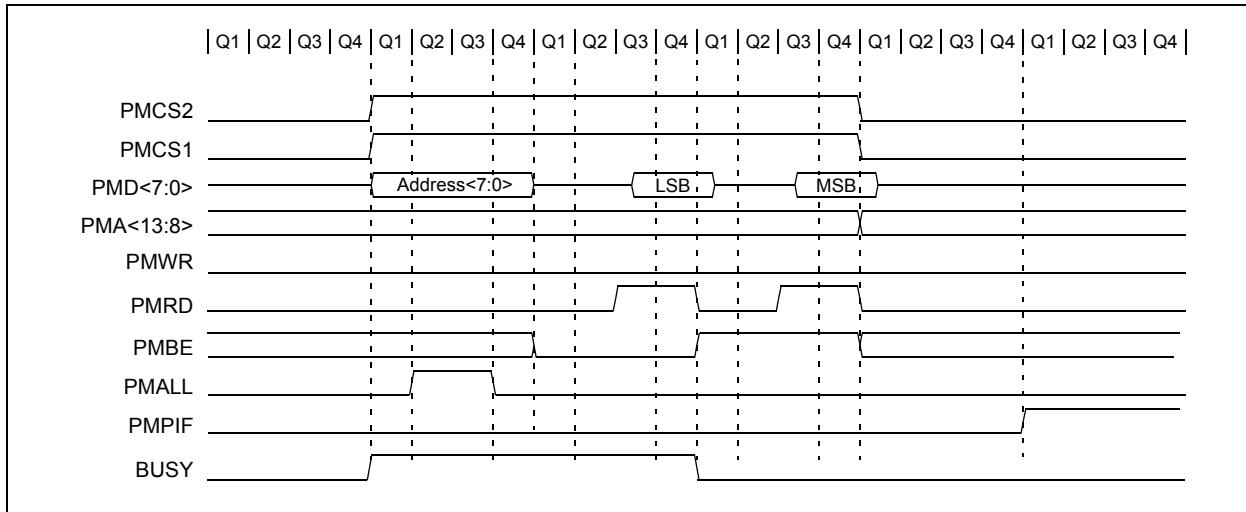 Q1 Q2 Q3 Q4 Q1 Q2 Q3 Q4 Q1 Q2 Q3 Q4 Q1 Q2 Q3 Q4 Q1 Q2 Q3 Q4 Q1 Q2 Q3 Q4
PMCS2
PMCS1
PMD<7:0> Address<7:0> LSB MSB
PMA<13:8>
PMWR
PMRD
PMBE
PMALL
PMPIF
BUSY